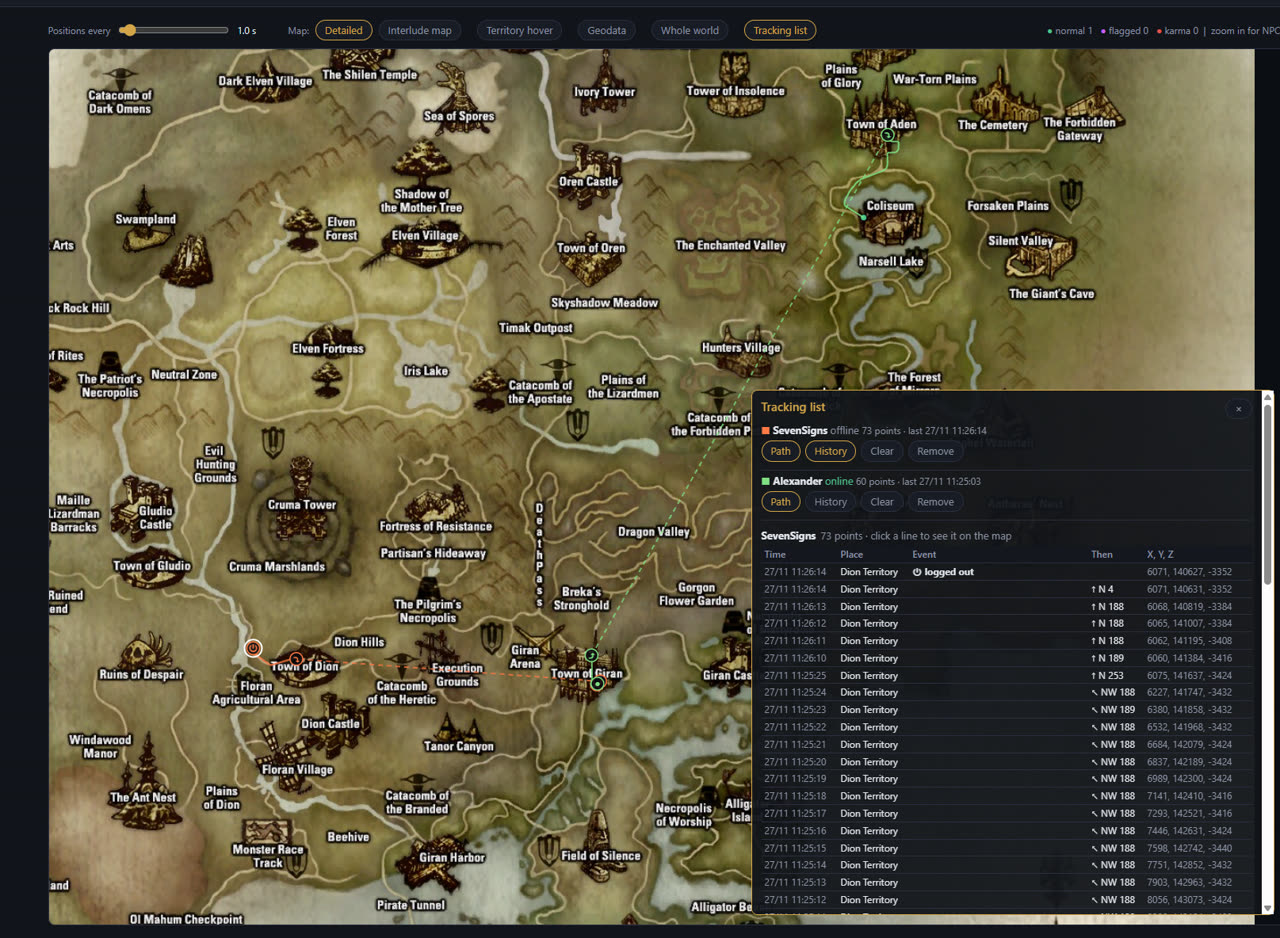 Positions every 1.0 s Map: Detailed Interlude map Territory hover Geodata Whole world Tracking list normal 1 flagged 0 karma 0 | zoom in for NPC
Catacomb of
Dark Omens
Dark Elven Village
The Shilen Temple
Sea of Spores
Ivory Tower
Tower of Insolence
Plains
of Glory
War-Torn Plains
Town of Aden
The Cemetery
The Forbidden
Gateway
Oren Castle
Shadow of
the Mother Tree
Swampland
Elven
Forest
Elven Village
Arts
Town of Oren
The Enchanted Valley
Coliseum
Forsaken Plains
Silent Valley
Narsell Lake
The Giant's Cave
ck Rock Hill
Skyshadow Meadow
Timak Outpost
Elven Fortress
Hunters Village
of Rites
The Patriot's
Necropolis
Neutral Zone
Iris Lake
Catacomb of
the Apostate
Plains of
the Lizardmen
The Forest
Catacomb of
the Forbidden P
Evil
Hunting
Grounds
Maille
Lizardman
Barracks
Gludio
Castle
Cruma Tower
Fortress of Resistance
Death Pass
Dragon Valley
Partisan's Hideaway
Town of Gludio
Cruma Marshlands
Ruined
end
The Pilgrim's
Necropolis
Breka's
Stronghold
Gorgon
Flower Garden
Dion Hills
Ruins of Despair
Town of Dion
Execution
Grounds
Giran
Arena
Town of Giran
Giran Cas
Floran
Agricultural Area
Catacomb
of the Heretic
Dion Castle
Windawood
Manor
Tanor Canyon
Floran Village
The Ant Nest
Plains
of Dion
Catacomb of
the Branded
Necropolis
of Worship
Allig
Isla
Beehive
Monster Race
Track
Giran Harbor
Field of Silence
and
Pirate Tunnel
Alligator Be
Ol Mahum Checkpoint
Tracking list ×
SevenSigns offline 73 points · last 27/11 11:26:14
Path History Clear Remove
Alexander online 60 points · last 27/11 11:25:03
Path History Clear Remove
SevenSigns 73 points · click a line to see it on the map
Time Place Event Then X, Y, Z
27/11 11:26:14 Dion Territory logged out 6071, 140627, -3352
27/11 11:26:14 Dion Territory ↑ N 4 6071, 140631, -3352
27/11 11:26:13 Dion Territory ↑ N 188 6068, 140819, -3384
27/11 11:26:12 Dion Territory ↑ N 188 6065, 141007, -3384
27/11 11:26:11 Dion Territory ↑ N 188 6062, 141195, -3408
27/11 11:26:10 Dion Territory ↑ N 189 6060, 141384, -3416
27/11 11:25:25 Dion Territory ↑ N 253 6075, 141637, -3424
27/11 11:25:24 Dion Territory ↖ NW 188 6227, 141747, -3432
27/11 11:25:23 Dion Territory ↖ NW 189 6380, 141858, -3432
27/11 11:25:22 Dion Territory ↖ NW 188 6532, 141968, -3432
27/11 11:25:21 Dion Territory ↖ NW 188 6684, 142079, -3424
27/11 11:25:20 Dion Territory ↖ NW 188 6837, 142189, -3424
27/11 11:25:19 Dion Territory ↖ NW 188 6989, 142300, -3424
27/11 11:25:18 Dion Territory ↖ NW 188 7141, 142410, -3416
27/11 11:25:17 Dion Territory ↖ NW 188 7293, 142521, -3416
27/11 11:25:16 Dion Territory ↖ NW 188 7446, 142631, -3424
27/11 11:25:15 Dion Territory ↖ NW 188 7598, 142742, -3440
27/11 11:25:14 Dion Territory ↖ NW 188 7751, 142852, -3432
27/11 11:25:13 Dion Territory ↖ NW 188 7903, 142963, -3432
27/11 11:25:12 Dion Territory ↖ NW 188 8056, 143073, -3424